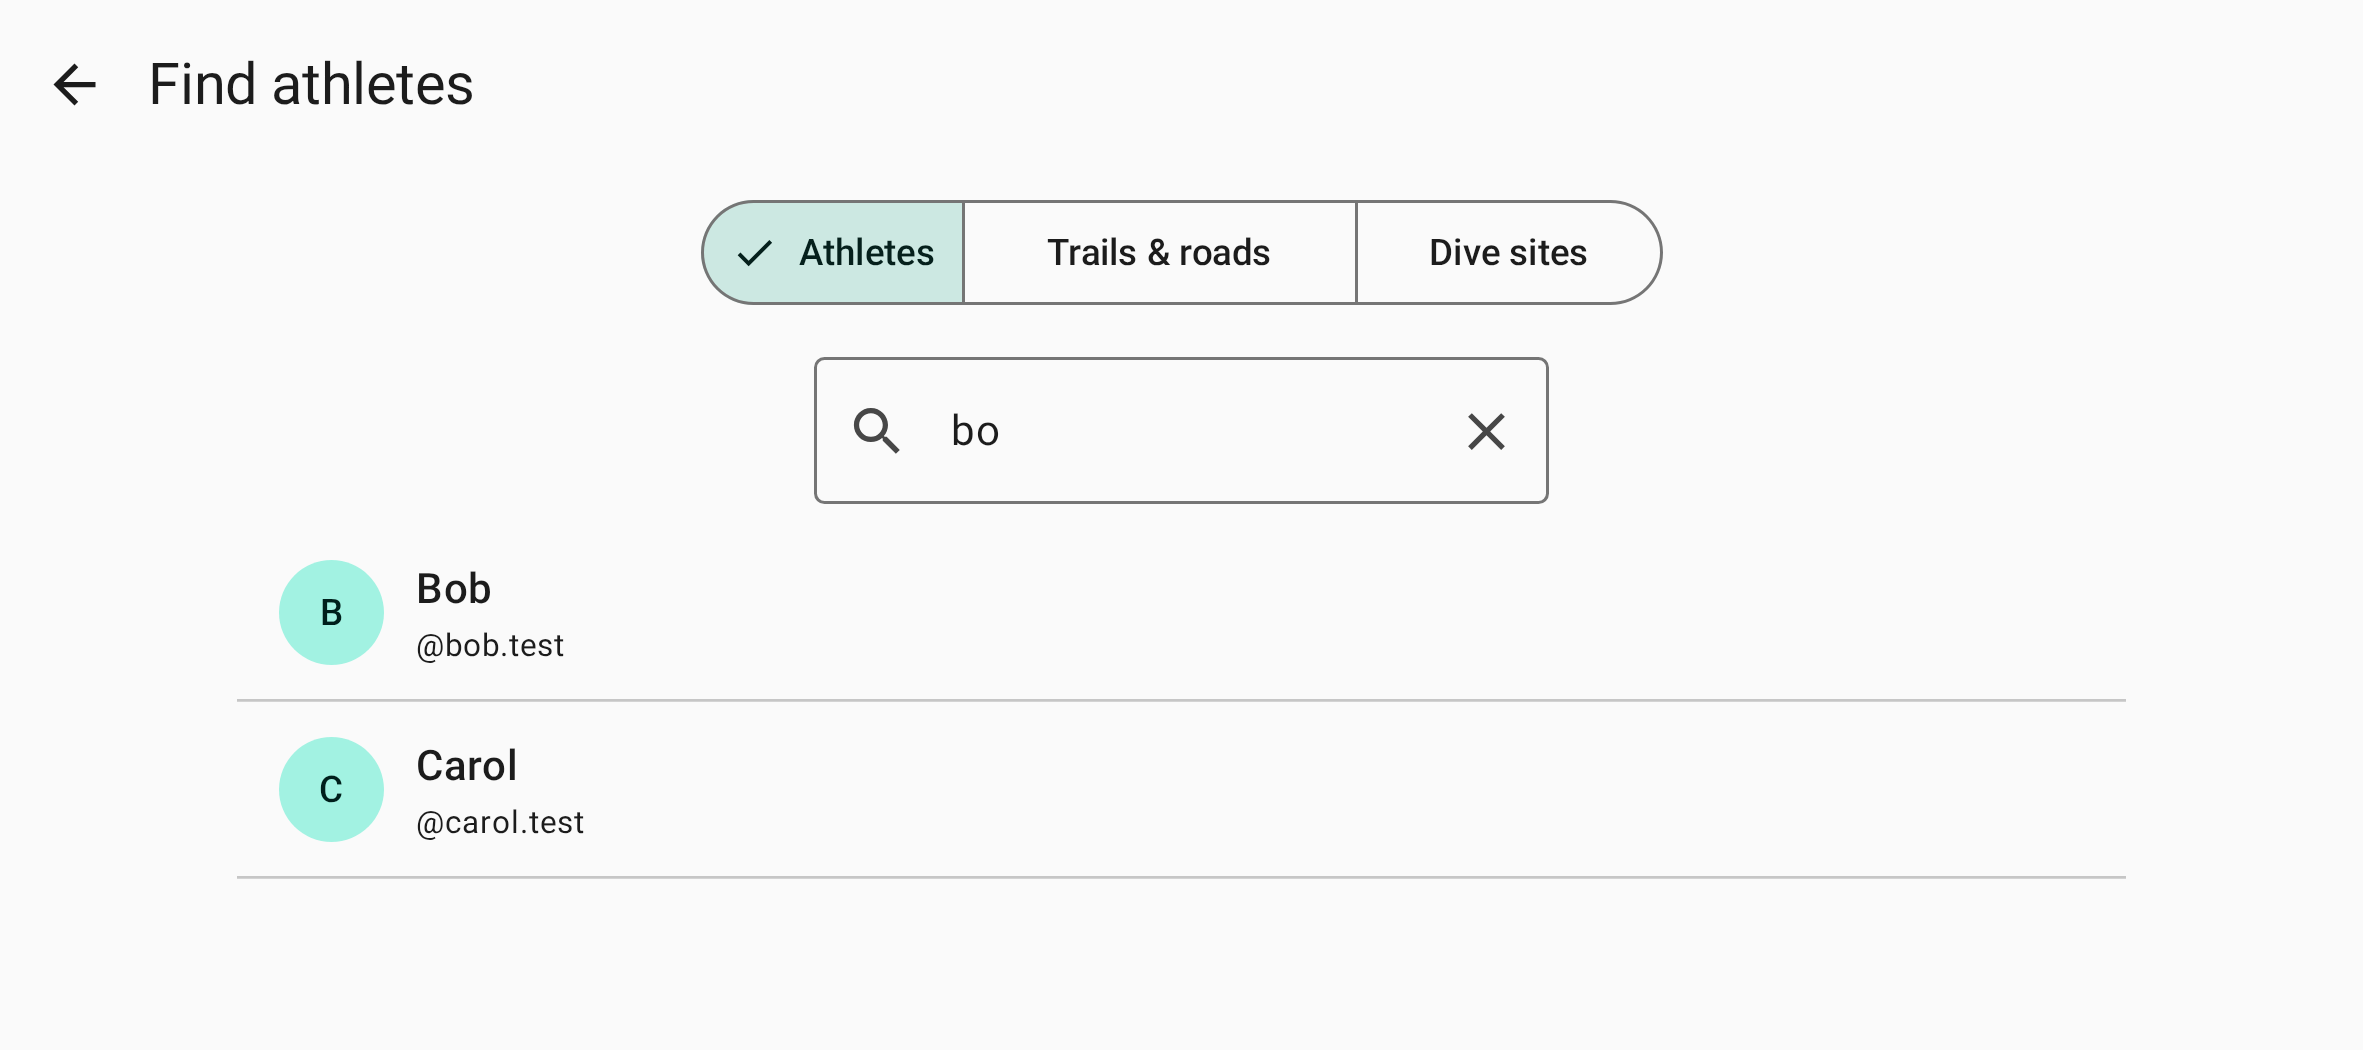 Find athletes
Athletes
Trails & roads
Dive sites
bo
B
Bob
@bob.test
C
Carol
@carol.test